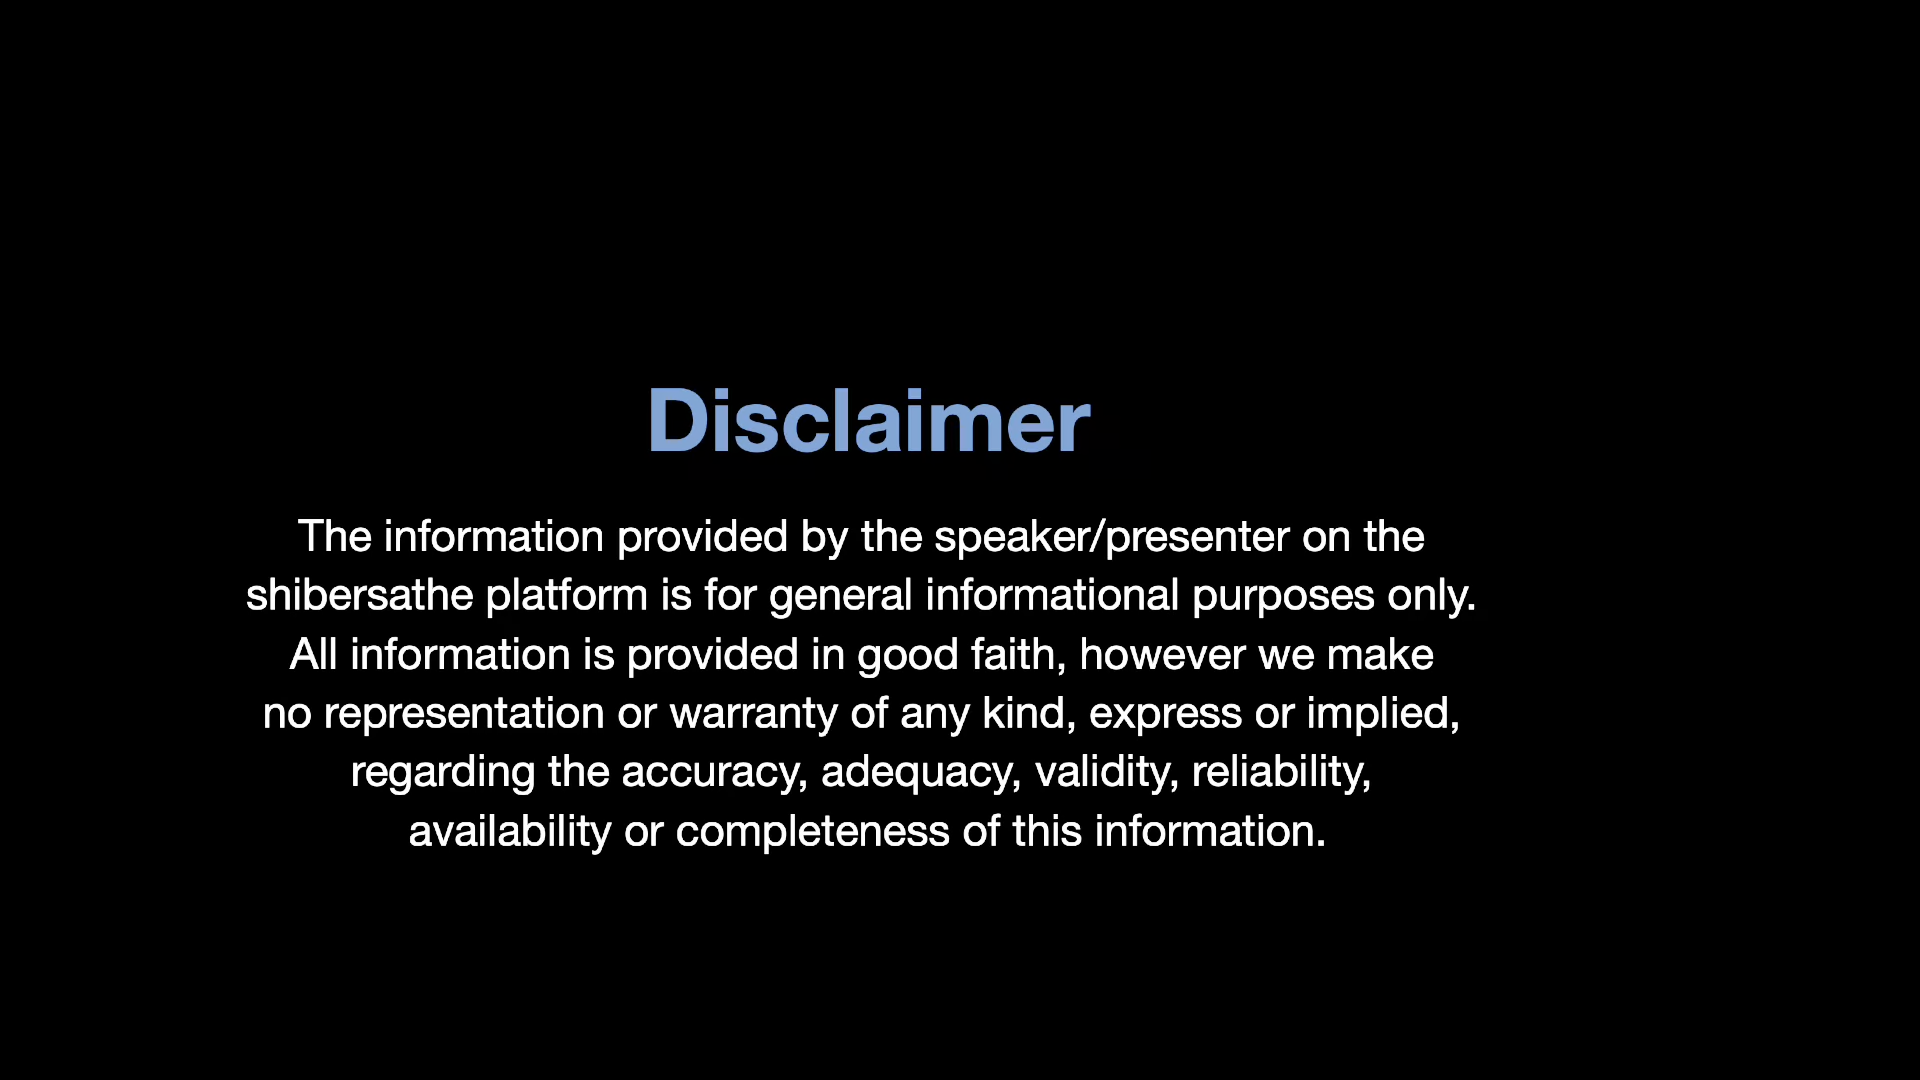 Disclaimer
The information provided by the speaker/presenter on the
shibersathe platform is for general informational purposes only.
All information is provided in good faith, however we make
no representation or warranty of any kind, express or implied,
regarding the accuracy, adequacy, validity, reliability,
availability or completeness of this information.